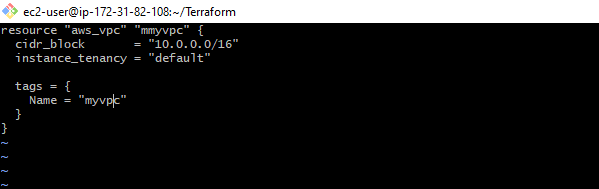 ec2-user@ip-172-31-82-108:~/Terraform
resource "aws_vpc" "mmyvpc" {
  cidr_block       = "10.0.0.0/16"
  instance_tenancy = "default"

  tags = {
    Name = "myvpc"
  }
}
~
~
~
~